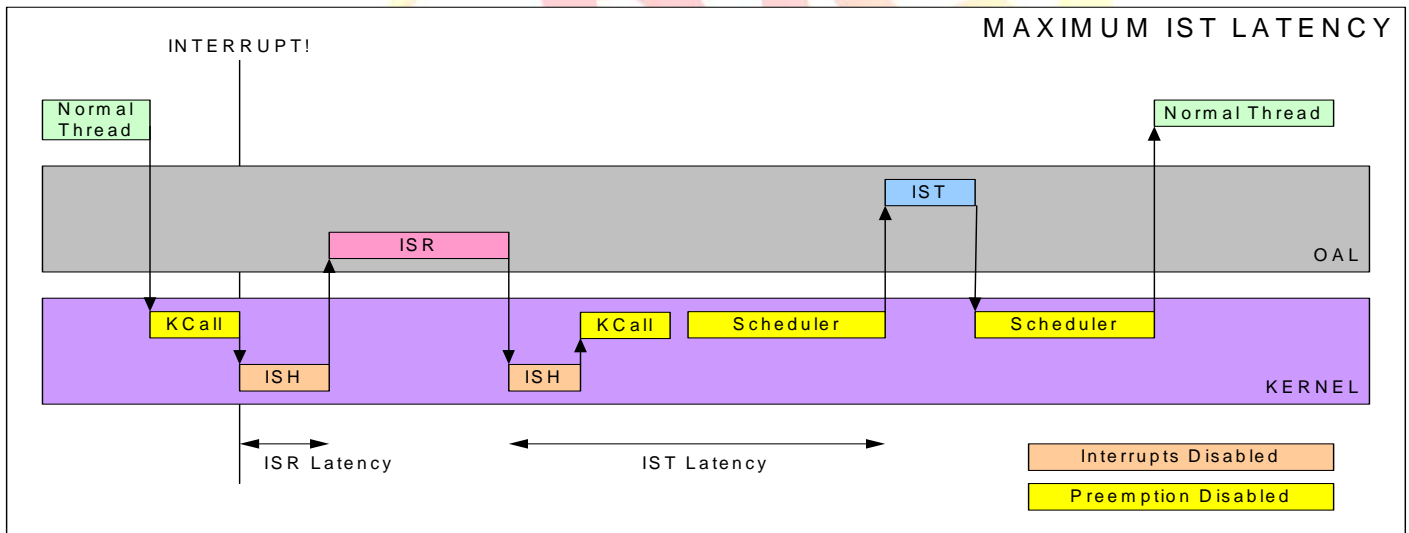 MAXIMUM IST LATENCY
INTERRUPT!
Normal
Thread
Normal Thread
IST
ISR
OAL
KCall
KCall
Scheduler
Scheduler
ISH
ISH
KERNEL
ISR Latency
IST Latency
Interrupts Disabled
Preemption Disabled